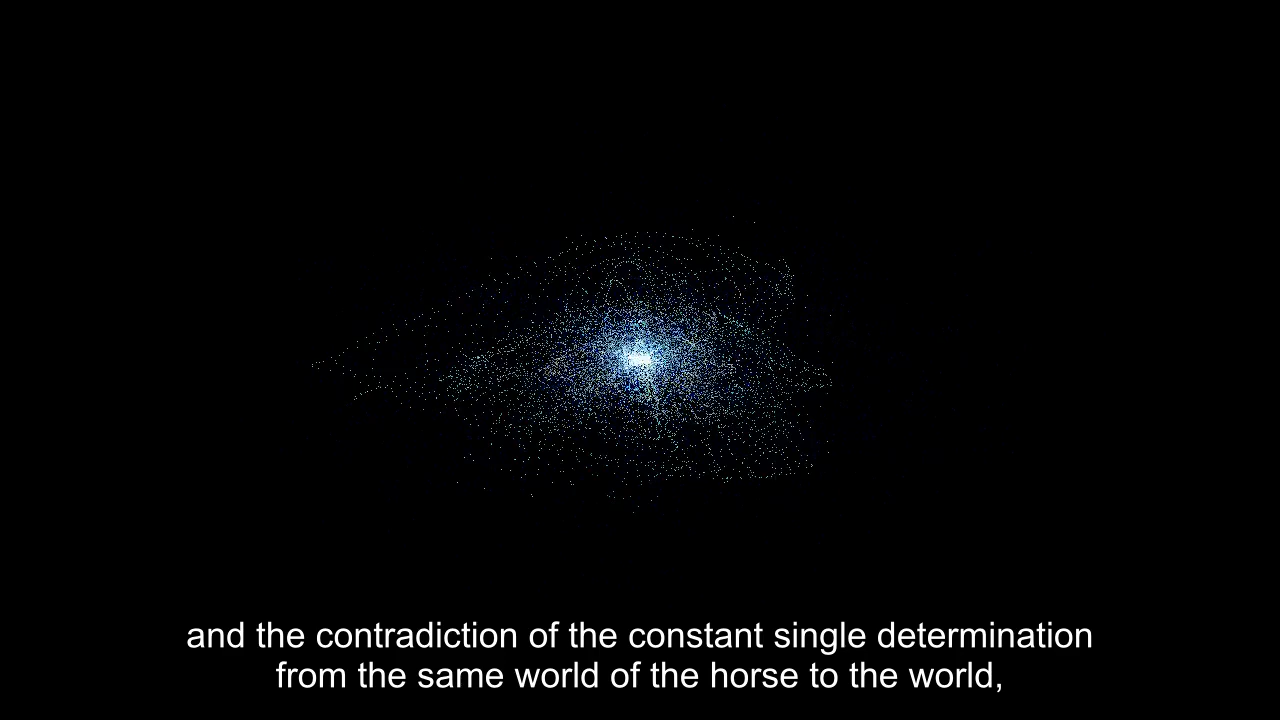 and the contradiction of the constant single determination
from the same world of the horse to the world,